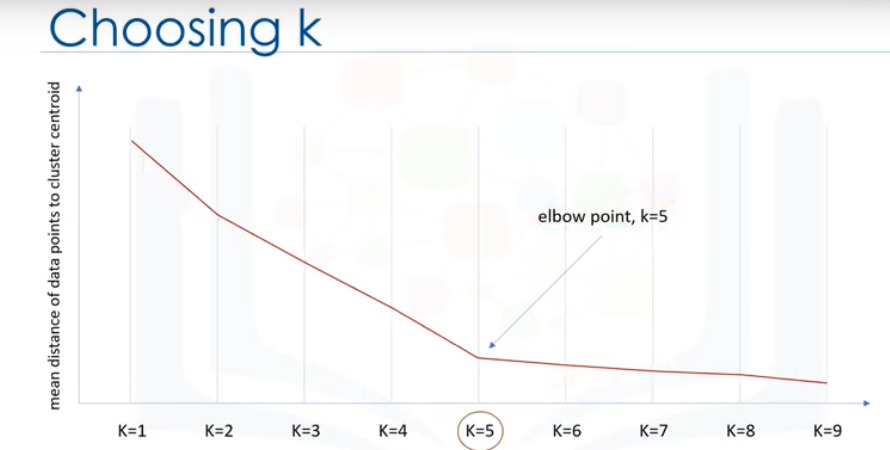 Choosing k
mean distance of data points to cluster centroid
elbow point, k=5
K=1 K=2 K=3 K=4 K=5 K=6 K=7 K=8 K=9